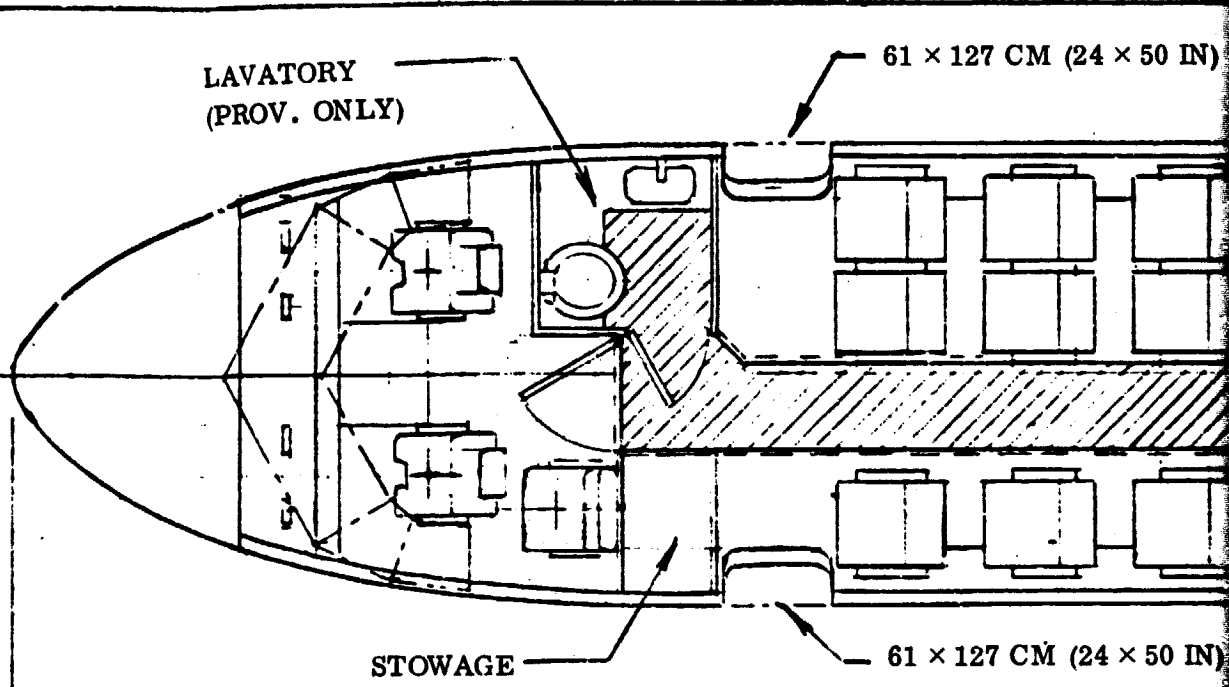 LAVATORY
(PROV. ONLY)
61 × 127 CM (24 × 50 IN)
STOWAGE
61 × 127 CM (24 × 50 IN)